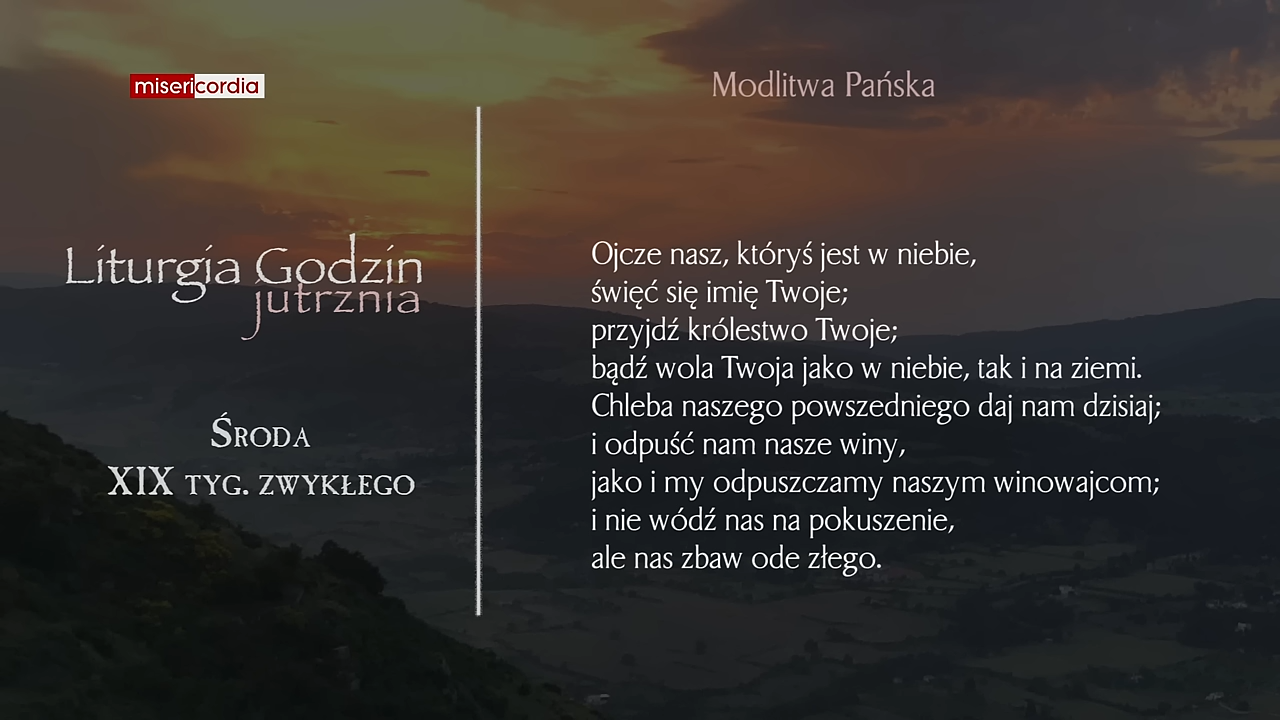 misericordia
Liturgia Godzin
jutrznia
Środa
XIX tyg. zwykłego
Modlitwa Pańska
Ojcze nasz, któryś jest w niebie,
święć się imię Twoje;
przyjdź królestwo Twoje;
bądź wola Twoja jako w niebie, tak i na ziemi.
Chleba naszego powszedniego daj nam dzisiaj;
i odpuść nam nasze winy,
jako i my odpuszczamy naszym winowajcom;
i nie wódź nas na pokuszenie,
ale nas zbaw ode złego.